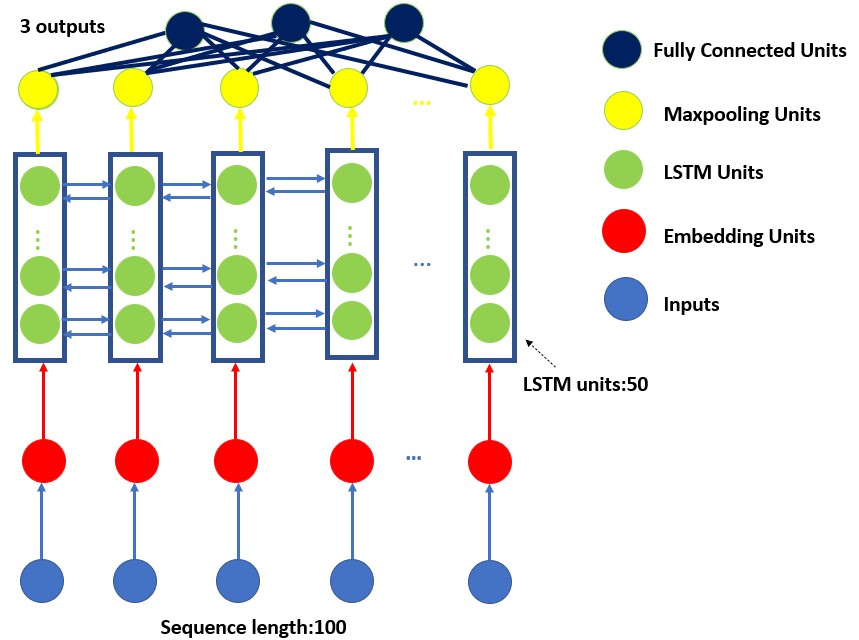 3 outputs
Fully Connected Units
...
Maxpooling Units
LSTM Units
Embedding Units
...
Inputs
LSTM units:50
...
Sequence length:100